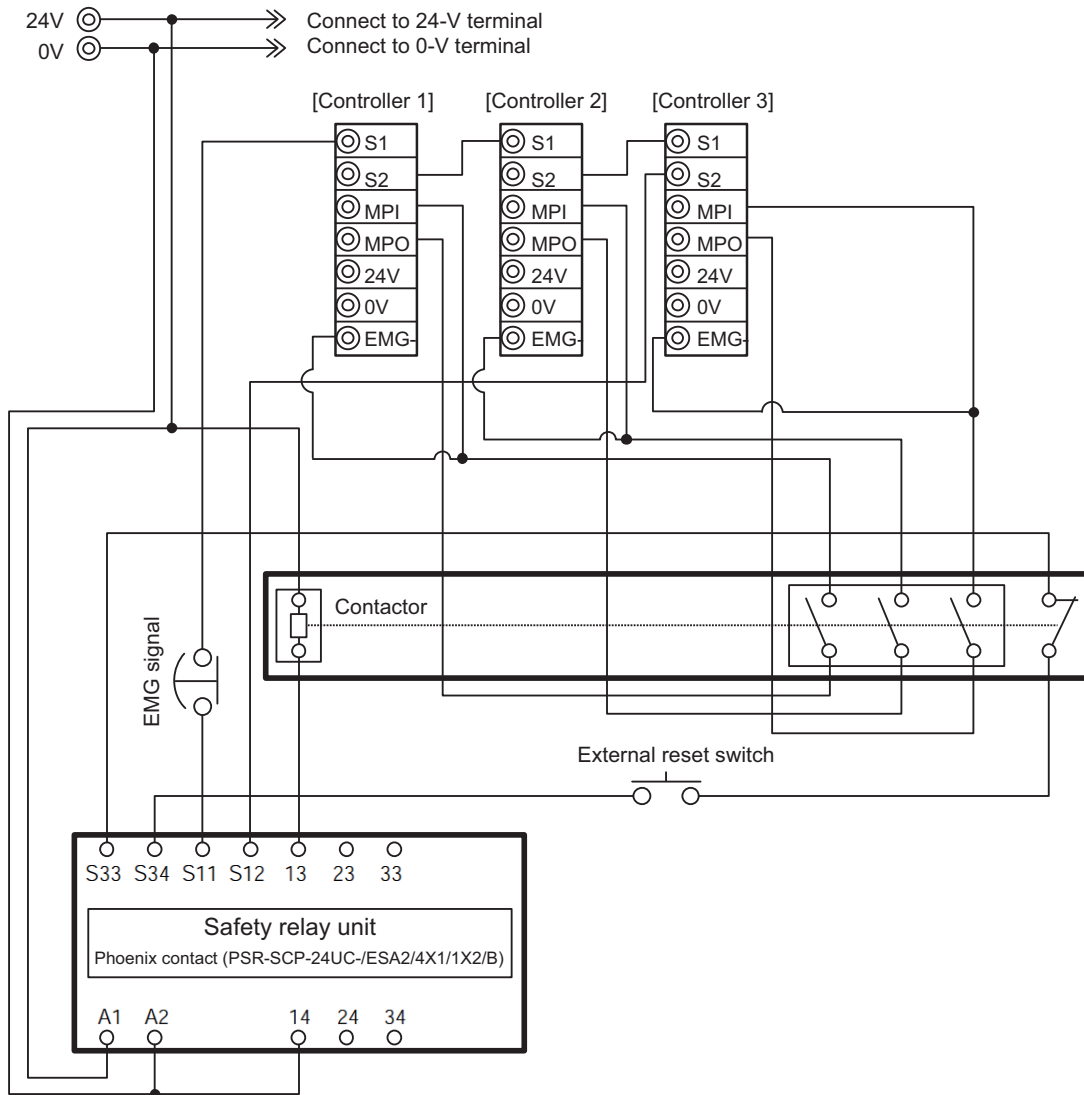 24V
Connect to 24-V terminal
0V
Connect to 0-V terminal
[Controller 1]
[Controller 2]
[Controller 3]
S1
S2
MPI
MPO
24V
0V
EMG-
S1
S2
MPI
MPO
24V
0V
EMG-
S1
S2
MPI
MPO
24V
0V
EMG-
Contactor
EMG signal
External reset switch
S33 S34 S11 S12 13 23 33
Safety relay unit
Phoenix contact (PSR-SCP-24UC-/ESA2/4X1/1X2/B)
A1 A2 14 24 34